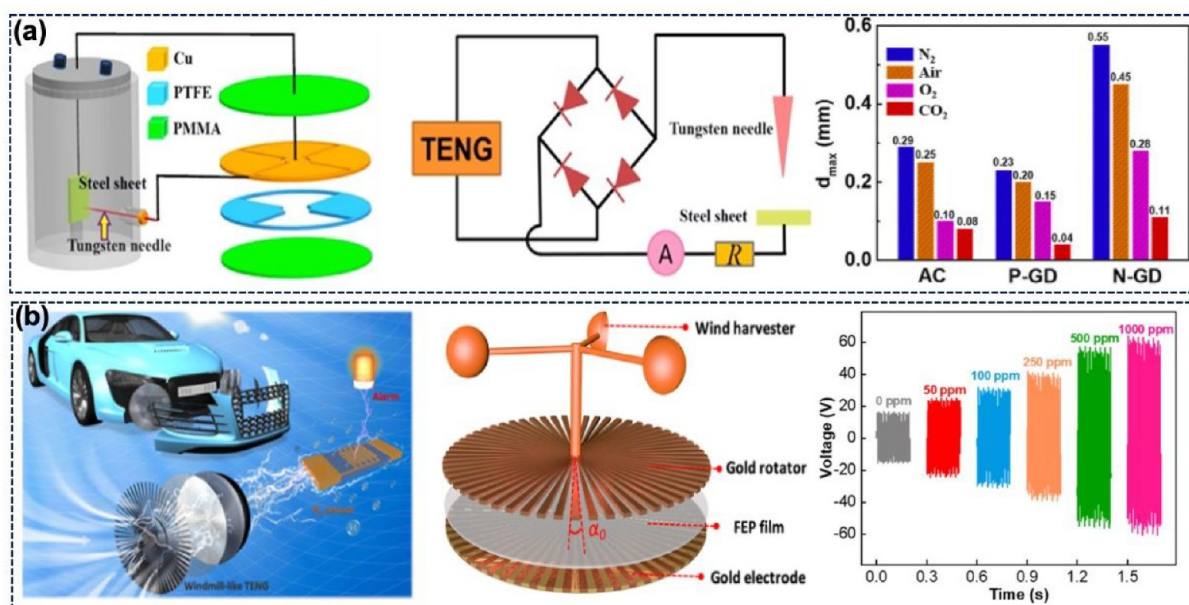 (a)
Cu
PTFE
PMMA
Steel sheet
Tungsten needle
TENG
Tungsten needle
Steel sheet
A
R
d_max (mm)
0.6
0.4
0.2
0.0
N₂
Air
O₂
CO₂
0.29
0.25
0.10
0.08
0.23
0.20
0.15
0.04
0.55
0.45
0.28
0.11
AC
P-GD
N-GD
(b)
Alarm
Windmill-like TENG
Wind harvester
Gold rotator
FEP film
α₀
Gold electrode
Voltage (V)
60
40
20
0
-20
-40
-60
0 ppm
50 ppm
100 ppm
250 ppm
500 ppm
1000 ppm
0.0 0.3 0.6 0.9 1.2 1.5
Time (s)